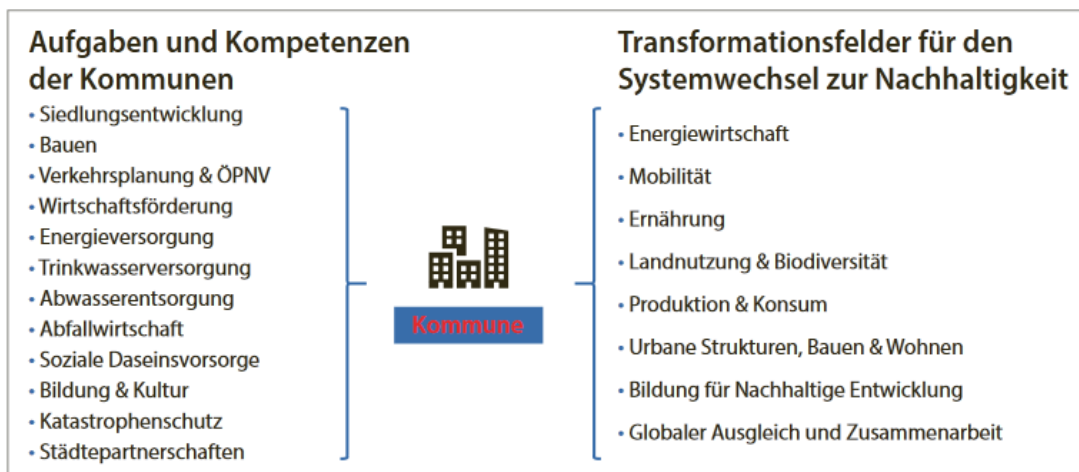 Aufgaben und Kompetenzen
der Kommunen
• Siedlungsentwicklung
• Bauen
• Verkehrsplanung & ÖPNV
• Wirtschaftsförderung
• Energieversorgung
• Trinkwasserversorgung
• Abwasserentsorgung
• Abfallwirtschaft
• Soziale Daseinsvorsorge
• Bildung & Kultur
• Katastrophenschutz
• Städtepartnerschaften
Kommune
Transformationsfelder für den
Systemwechsel zur Nachhaltigkeit
• Energiewirtschaft
• Mobilität
• Ernährung
• Landnutzung & Biodiversität
• Produktion & Konsum
• Urbane Strukturen, Bauen & Wohnen
• Bildung für Nachhaltige Entwicklung
• Globaler Ausgleich und Zusammenarbeit